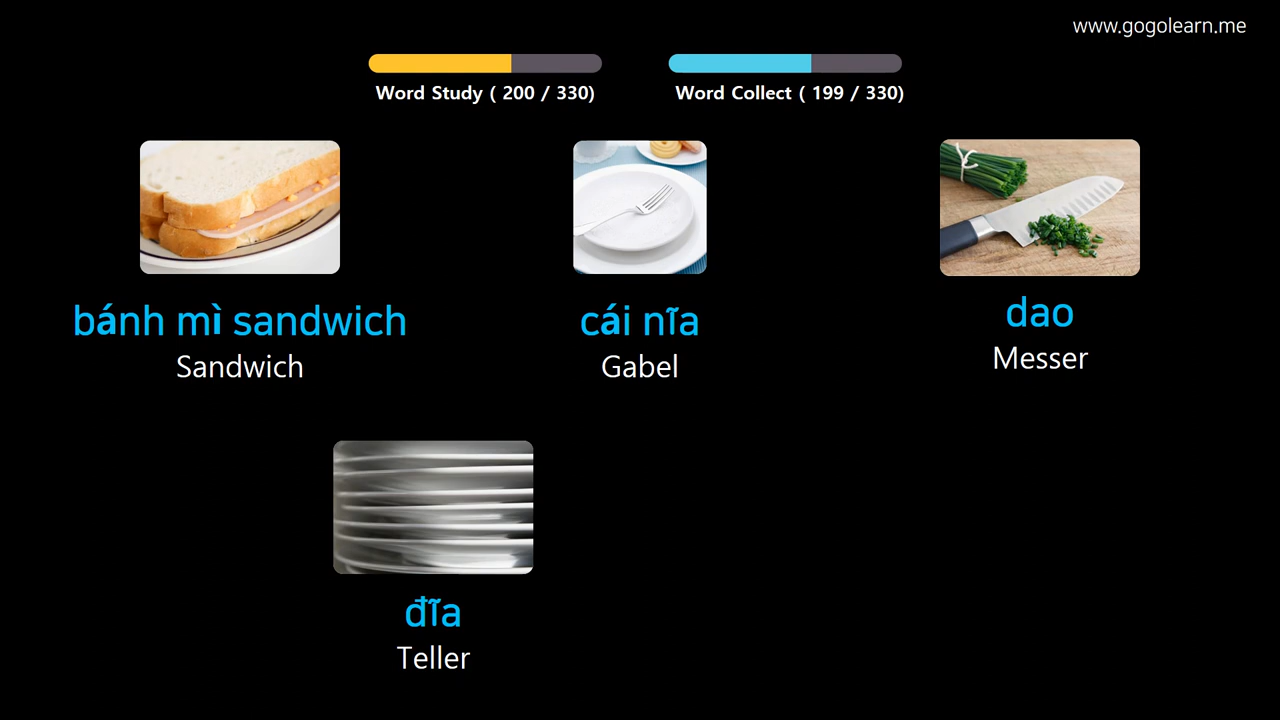 www.gogolearn.me
Word Study ( 200 / 330)
Word Collect ( 199 / 330)
bánh mì sandwich
Sandwich
cái nĩa
Gabel
dao
Messer
đĩa
Teller